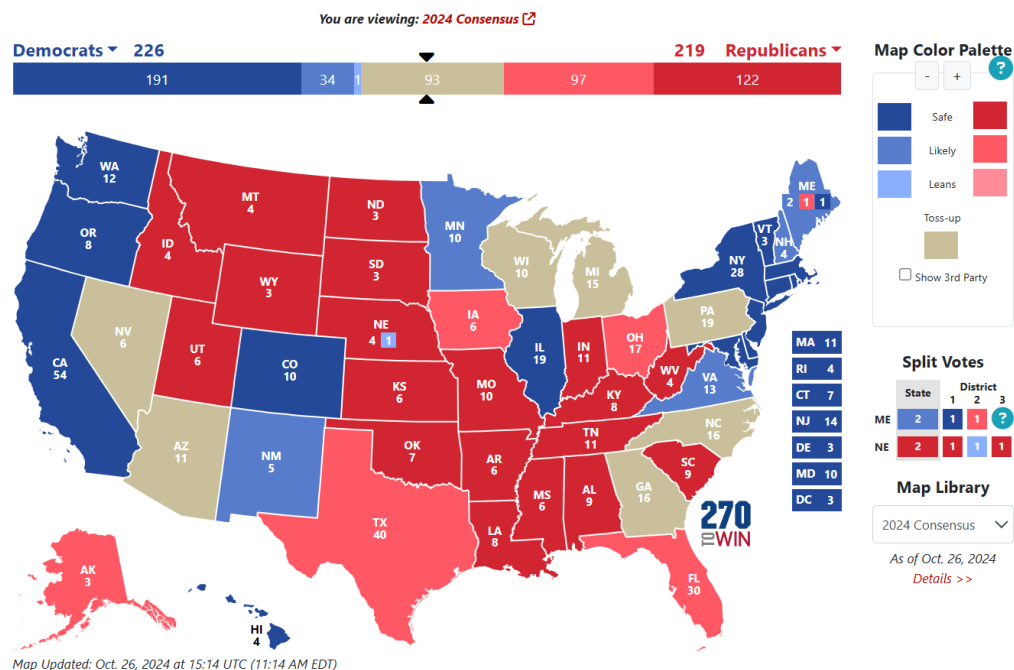 You are viewing: 2024 Consensus
Democrats 226
219 Republicans
191 34 1 93 97 122
Map Color Palette
- +
?
Safe
Likely
Leans
Toss-up
Show 3rd Party
WA
12
OR
8
CA
54
NV
6
ID
4
MT
4
WY
3
UT
6
AZ
11
CO
10
NM
5
ND
3
SD
3
NE
4 1
KS
6
OK
7
TX
40
MN
10
IA
6
MO
10
AR
6
LA
8
WI
10
IL
19
MI
15
IN
11
OH
17
KY
8
TN
11
MS
6
AL
9
GA
16
FL
30
SC
9
NC
16
VA
13
WV
4
PA
19
NY
28
VT
3
NH
4
ME
2 1 1
AK
3
HI
4
MA 11
RI 4
CT 7
NJ 14
DE 3
MD 10
DC 3
270
TO WIN
Split Votes
State District
1 2 3
ME 2 1 1 ?
NE 2 1 1 1
Map Library
2024 Consensus
As of Oct. 26, 2024
Details >>
Map Updated: Oct. 26, 2024 at 15:14 UTC (11:14 AM EDT)